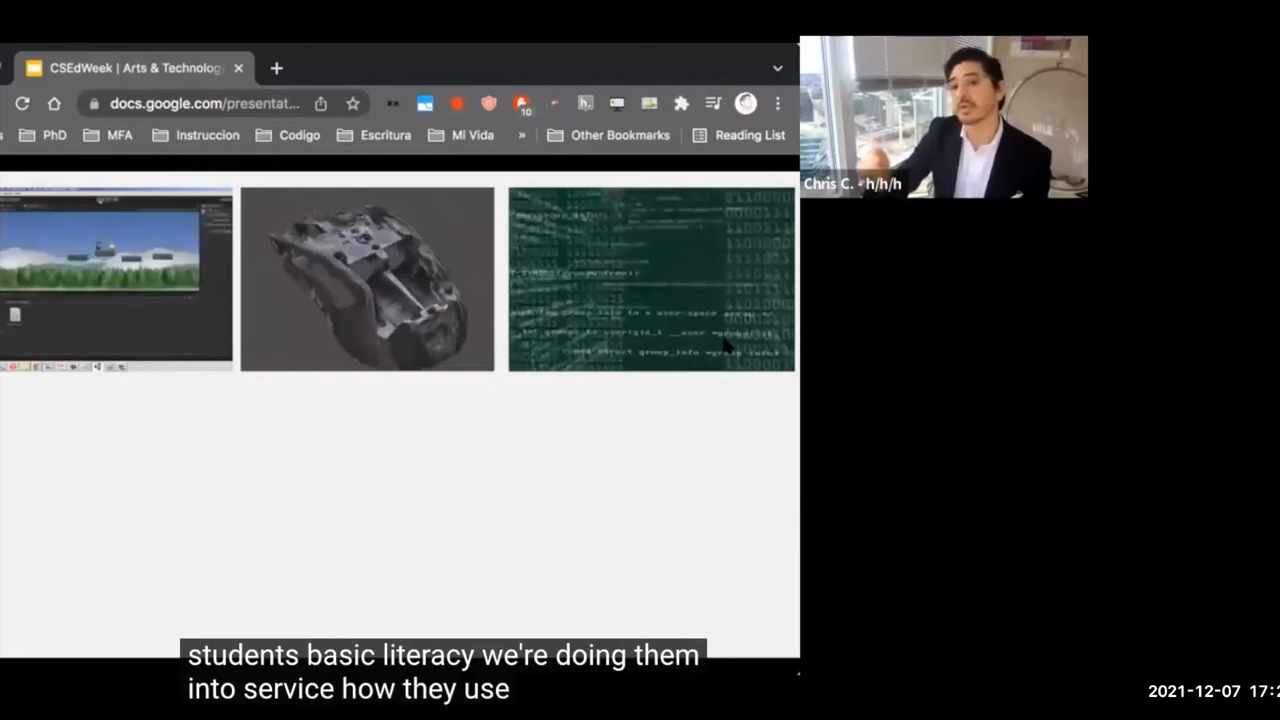 CSEdWeek | Arts & Technolog
docs.google.com/presentat...
10
h.
PhD
MFA
Instruccion
Codigo
Escritura
Mi Vida
»
Other Bookmarks
Reading List
Chris C. - h/h/h
students basic literacy we're doing them
into service how they use
2021-12-07 17:2